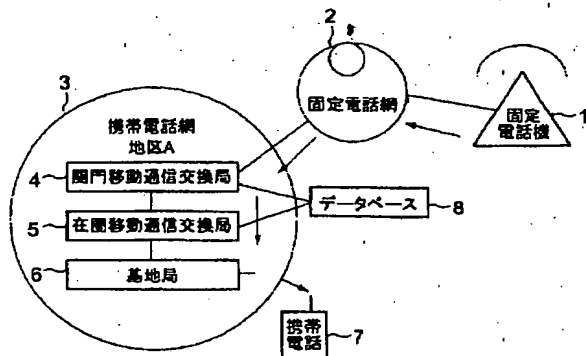 2
3
固定電話網
固定
電話機
1
携帯電話網
地区A
4
関門移動通信交換局
データベース
8
5
在圏移動通信交換局
6
基地局
携帯
電話
7